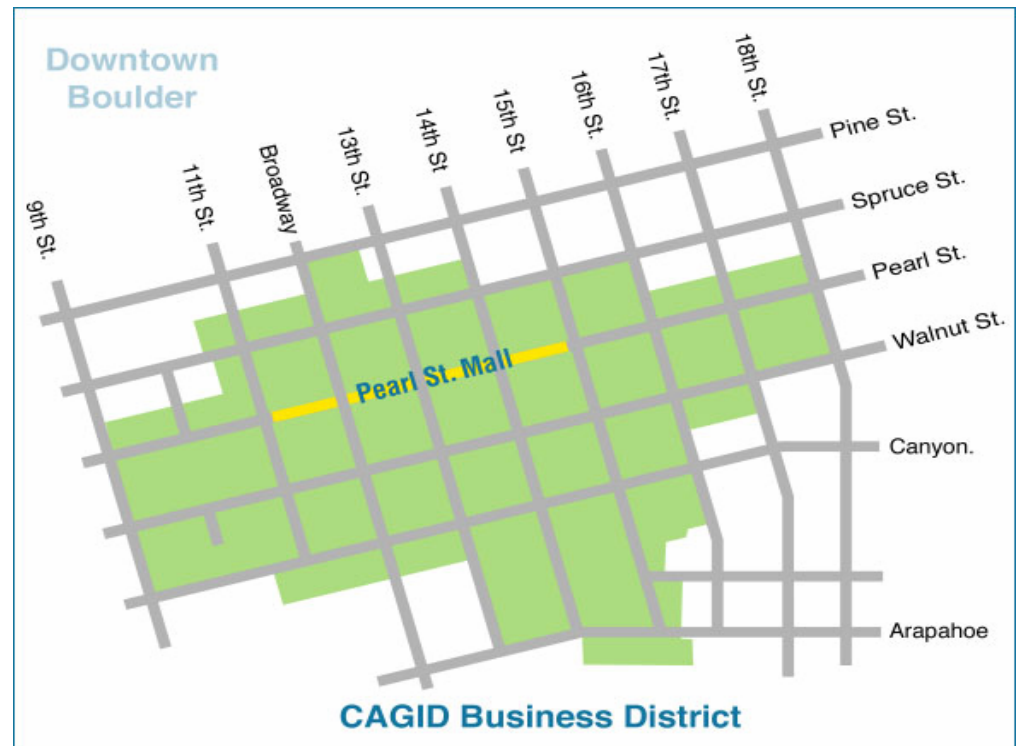 Downtown
Boulder
9th St.
11th St.
Broadway
13th St.
14th St
15th St
16th St.
17th St.
18th St.
Pine St.
Spruce St.
Pearl St.
Walnut St.
Pearl St. Mall
Canyon.
Arapahoe
CAGID Business District